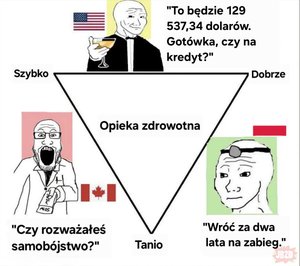 "To będzie 129
537,34 dolarów.
Gotówka, czy na
kredyt?"
Szybko
Dobrze
Opieka zdrowotna
"Czy rozważałeś
samobójstwo?"
Tanio
"Wróć za dwa
lata na zabieg."